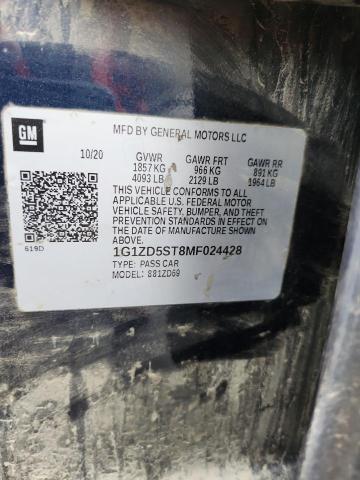 GM
MFD BY GENERAL MOTORS LLC
10/20 GVWR GAWR FRT GAWR RR
1857 KG 966 KG 891 KG
4093 LB 2129 LB 1964 LB
THIS VEHICLE CONFORMS TO ALL
APPLICABLE U.S. FEDERAL MOTOR
VEHICLE SAFETY, BUMPER, AND THEFT
PREVENTION STANDARDS IN EFFECT
ON THE DATE OF MANUFACTURE SHOWN
ABOVE.
619D
1G1ZD5ST8MF024428
TYPE: PASS CAR
MODEL: 881ZD69